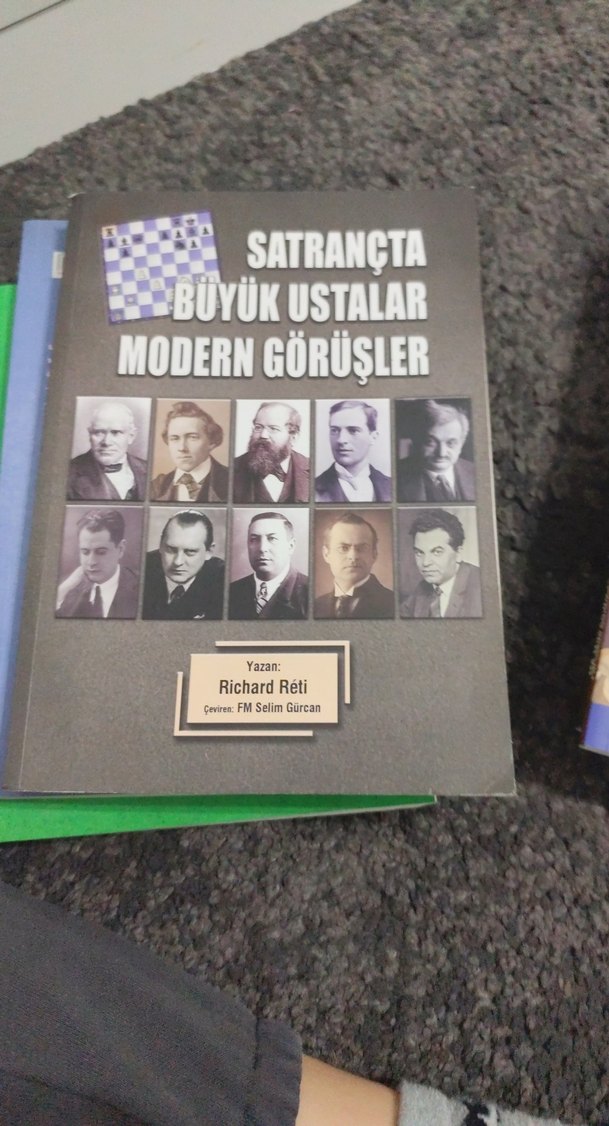 SATRANÇTA
BÜYÜK USTALAR
MODERN GÖRÜŞLER
Yazan:
Richard Réti
Çeviren: FM Selim Gürcan